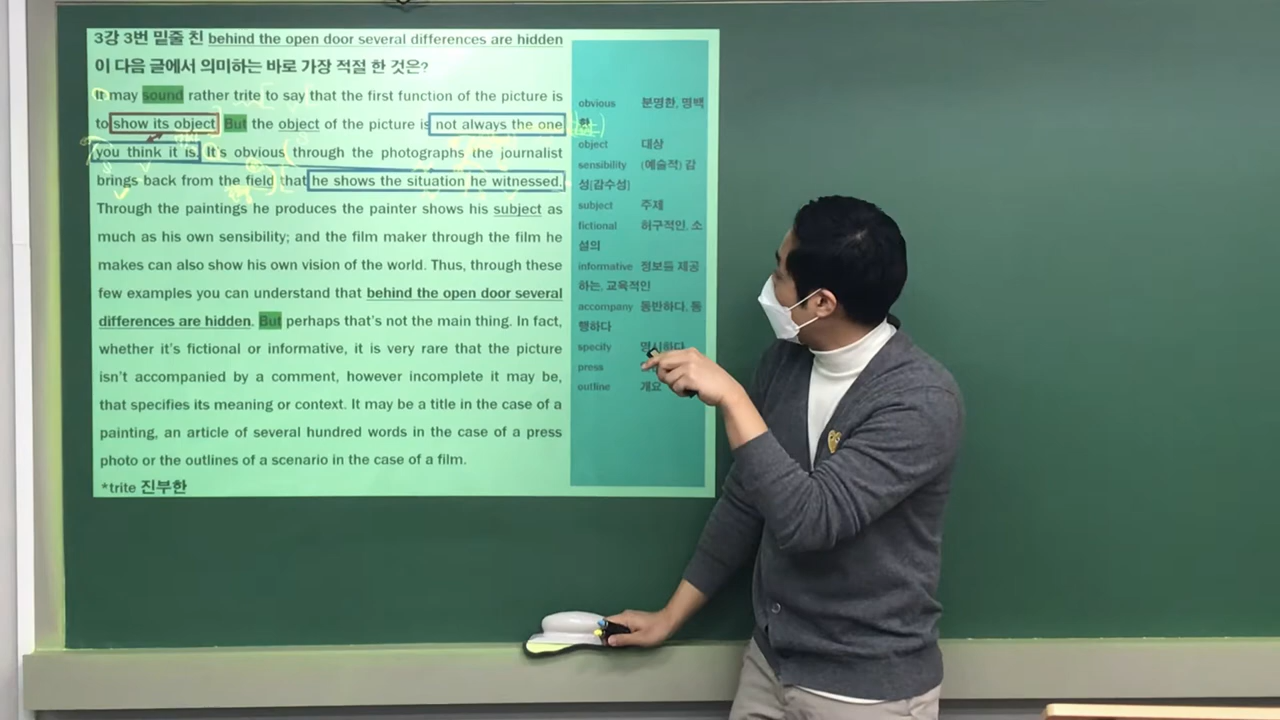 3강 3번 밑줄 친 behind the open door several differences are hidden
이 다음 글에서 의미하는 바로 가장 적절 한 것은?
It may sound rather trite to say that the first function of the picture is
to show its object. But the object of the picture is not always the one
you think it is. It's obvious through the photographs the journalist
brings back from the field that he shows the situation he witnessed.
Through the paintings he produces the painter shows his subject as
much as his own sensibility; and the film maker through the film he
makes can also show his own vision of the world. Thus, through these
few examples you can understand that behind the open door several
differences are hidden. But perhaps that's not the main thing. In fact,
whether it's fictional or informative, it is very rare that the picture
isn't accompanied by a comment, however incomplete it may be,
that specifies its meaning or context. It may be a title in the case of a
painting, an article of several hundred words in the case of a press
photo or the outlines of a scenario in the case of a film.
*trite 진부한
obvious 분명한, 명백
한
object 대상
sensibility (예술적) 감
성[감수성]
subject 주제
fictional 허구적인, 소
설의
informative 정보를 제공
하는, 교육적인
accompany 동반하다, 동
행하다
specify 명시하다
press
outline 개요